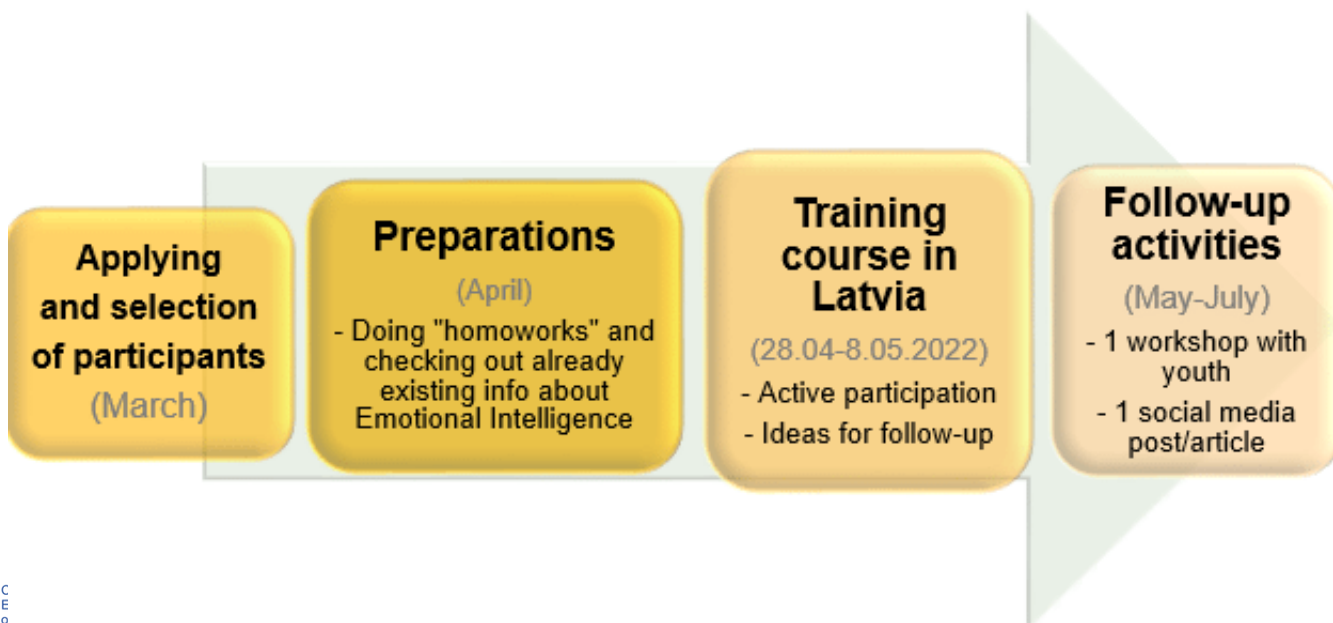 Applying
and selection
of participants
(March)
Preparations
(April)
- Doing "homoworks" and
checking out already
existing info about
Emotional Intelligence
Training
course in
Latvia
(28.04-8.05.2022)
- Active participation
- Ideas for follow-up
Follow-up
activities
(May-July)
- 1 workshop with
youth
- 1 social media
post/article